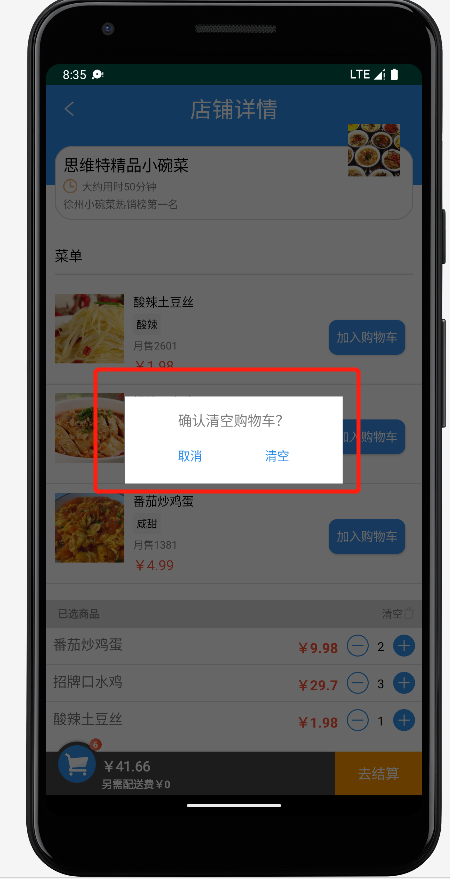 8:35
LTE
店铺详情
思维特精品小碗菜
大约用时50分钟
徐州小碗菜热销榜第一名
菜单
酸辣土豆丝
酸辣
月售2601
￥1.98
加入购物车
加入购物车
确认清空购物车?
取消 清空
番茄炒鸡蛋
咸甜
月售1381
￥4.99
加入购物车
已选商品 清空
番茄炒鸡蛋 ￥9.98 2
招牌口水鸡 ￥29.7 3
酸辣土豆丝 ￥1.98 1
6
￥41.66
另需配送费￥0
去结算